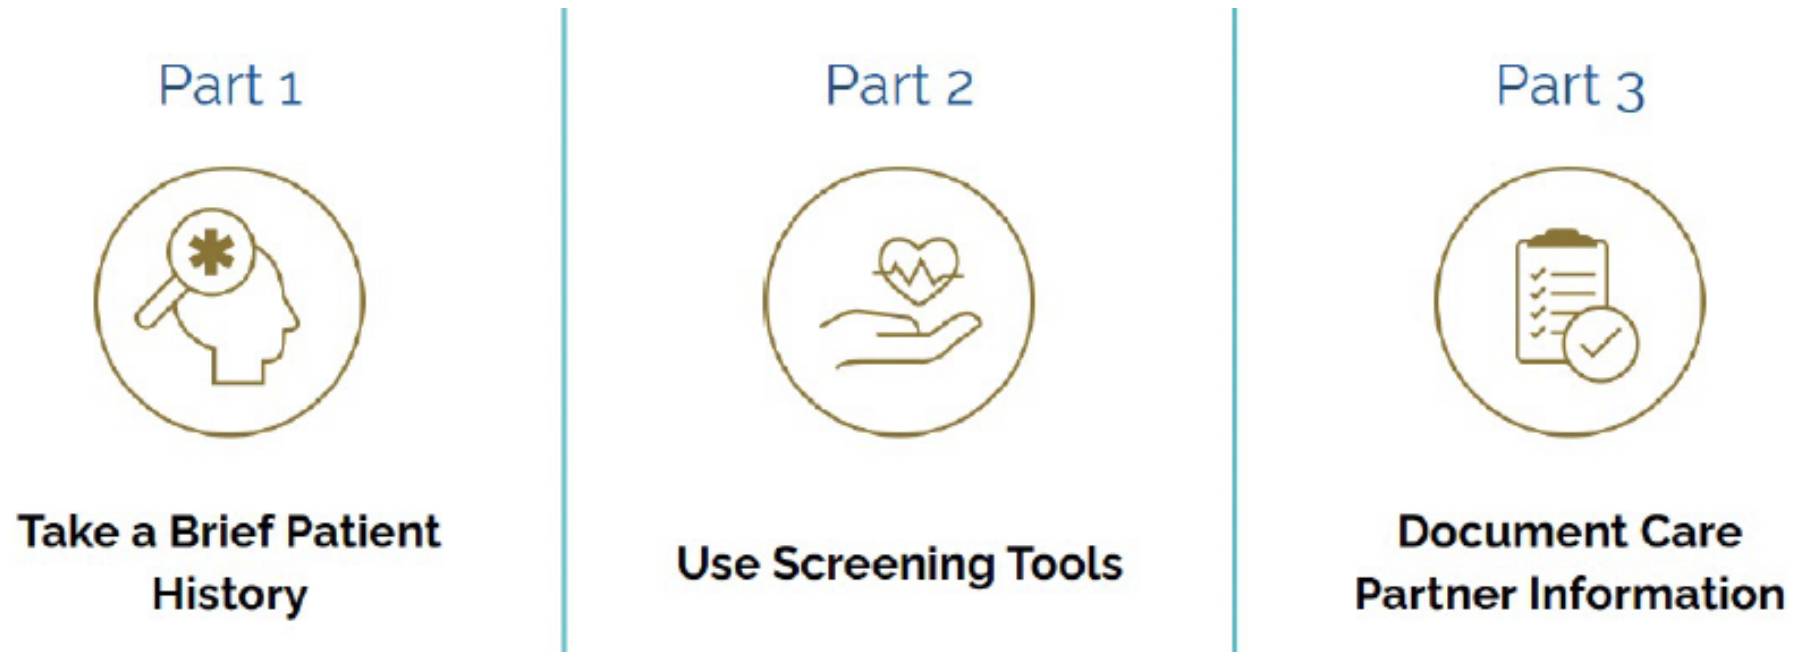 Part 1
Take a Brief Patient
History
Part 2
Use Screening Tools
Part 3
Document Care
Partner Information